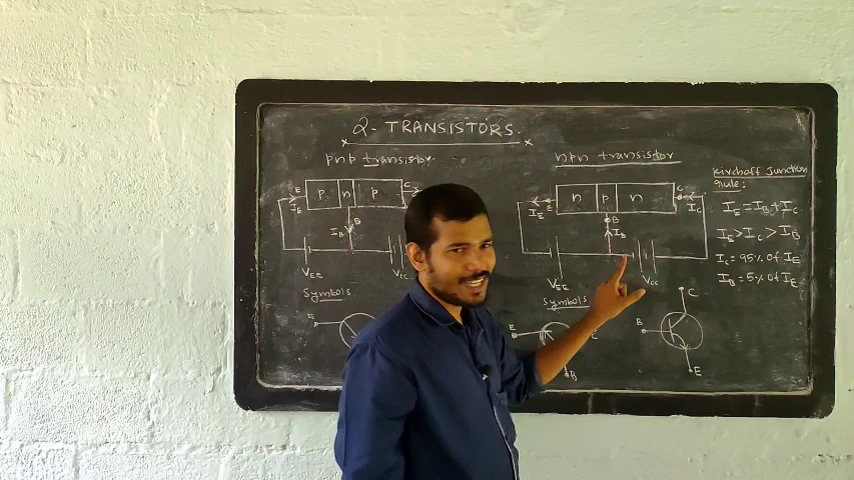 2- TRANSISTORS.
pnp transistor
E P n P C
I_E
B
I_B
V_EE V_CC
Symbols
E
npn transistor
E n P n C
I_E I_C
B
I_B
V_EE V_CC
Symbols
E C
B
C
B
E
Kirchoff Junction
rule:
I_E = I_B + I_C
I_E > I_C > I_B
I_C = 95% of I_E
I_B = 5% of I_E